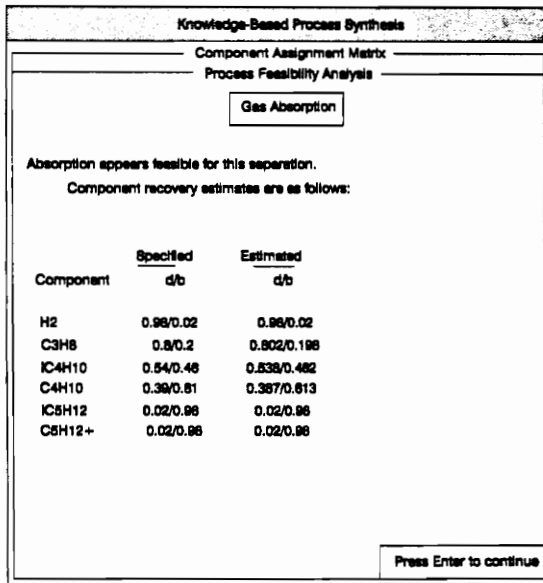 Knowledge-Based Process Synthesis
Component Assignment Matrix
Process Feasibility Analysis
Gas Absorption
Absorption appears feasible for this separation.
Component recovery estimates are as follows:
Specified Estimated
Component d/b d/b
H2 0.98/0.02 0.98/0.02
C3H8 0.8/0.2 0.802/0.198
IC4H10 0.54/0.46 0.538/0.462
C4H10 0.39/0.61 0.387/0.613
IC5H12 0.02/0.98 0.02/0.98
C5H12+ 0.02/0.98 0.02/0.98
Press Enter to continue